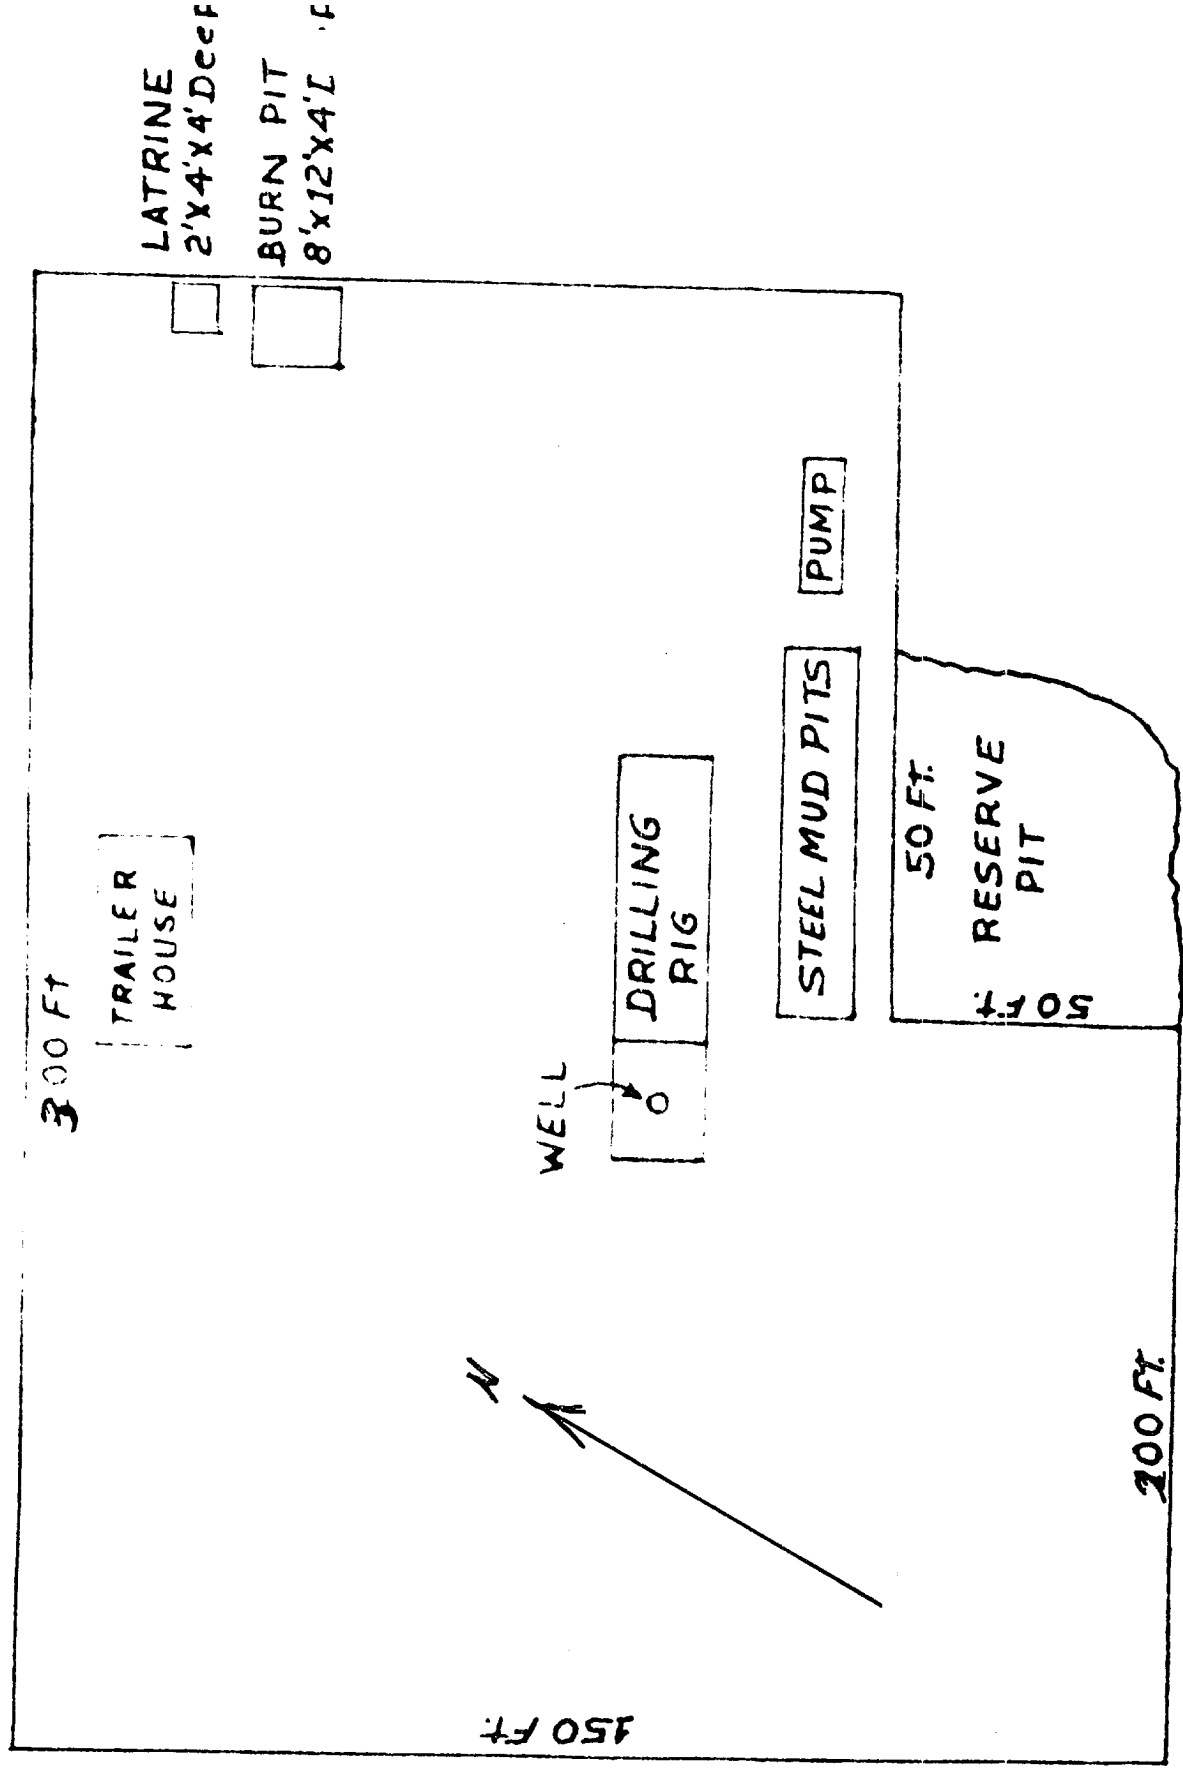 LATRINE
2'X4'X4'Deep
BURN PIT
8'X12'X4'
300 Ft
TRAILER
HOUSE
WELL
DRILLING
RIG
STEEL MUD PITS
PUMP
50 FT.
RESERVE
PIT
50 FT.
N
150 Ft.
200 FT.